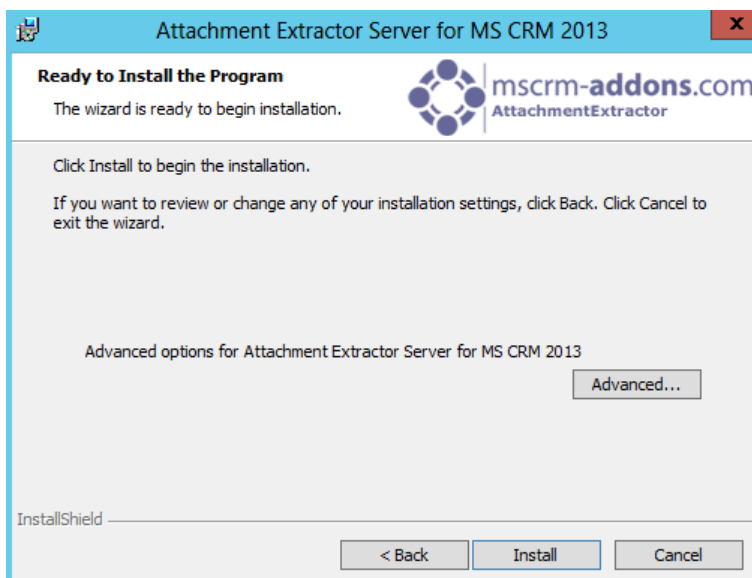 Attachment Extractor Server for MS CRM 2013
x
Ready to Install the Program
The wizard is ready to begin installation.
mscrm-addons.com
AttachmentExtractor
Click Install to begin the installation.
If you want to review or change any of your installation settings, click Back. Click Cancel to
exit the wizard.
Advanced options for Attachment Extractor Server for MS CRM 2013
Advanced...
InstallShield
< Back Install Cancel